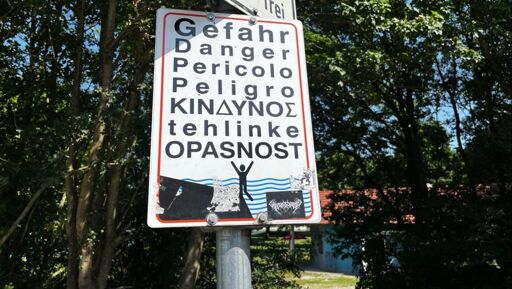 frei
Gefahr
Danger
Pericolo
Peligro
ΚΙΝΔΥΝΟΣ
tehlinke
OPASNOST